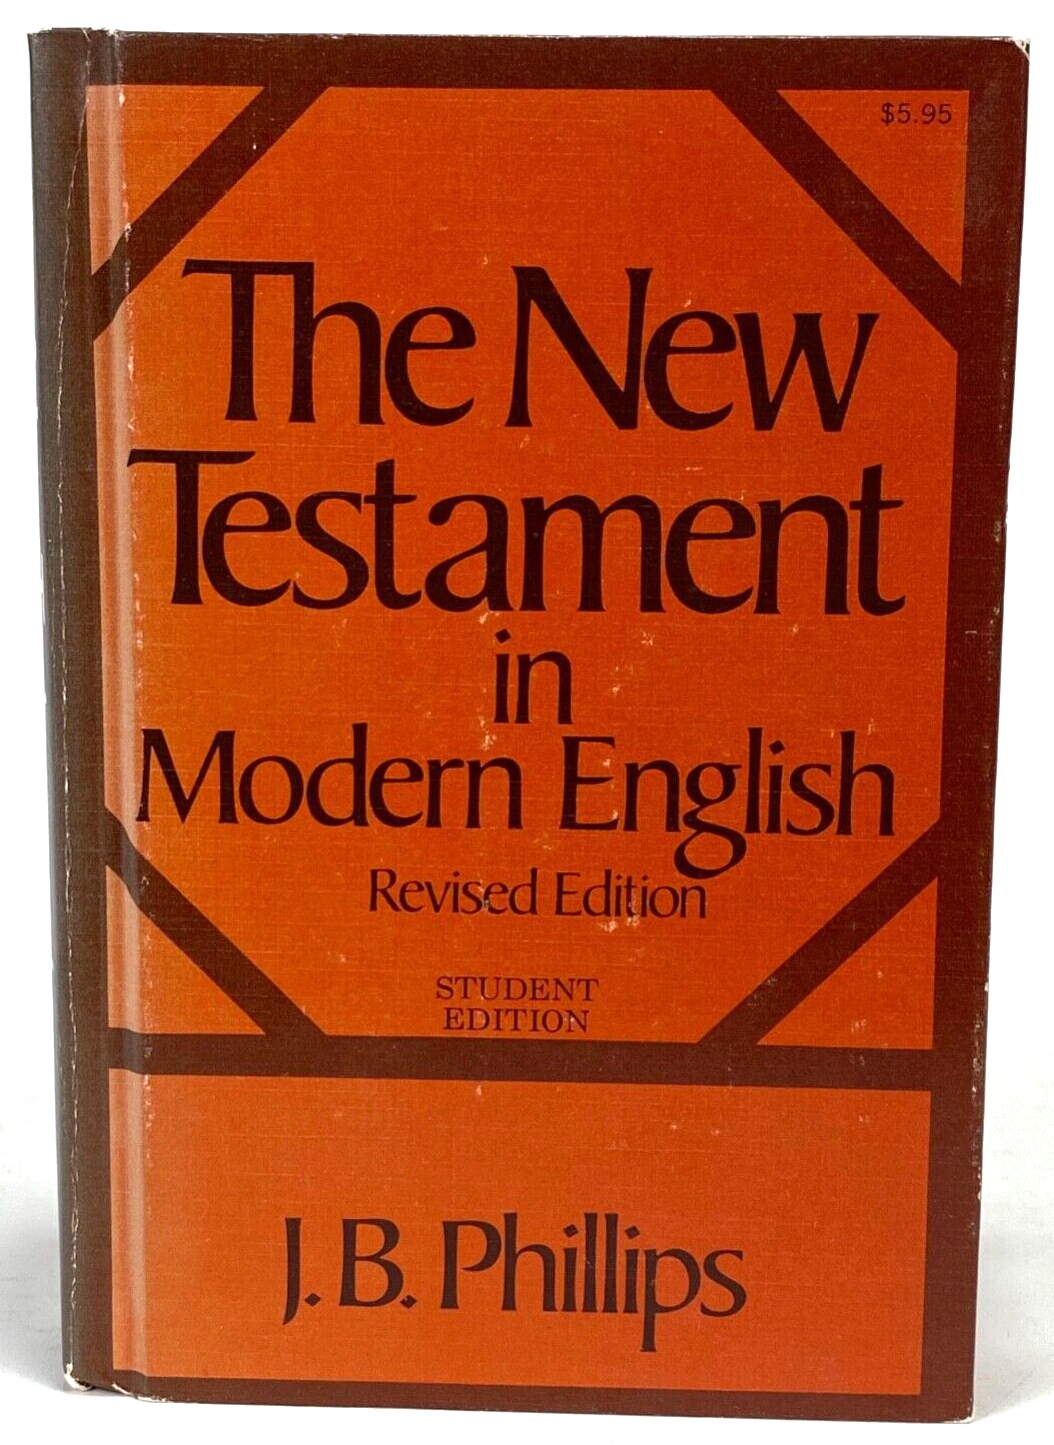 $5.95
The New
Testament
in
Modern English
Revised Edition
STUDENT
EDITION
J. B. Phillips